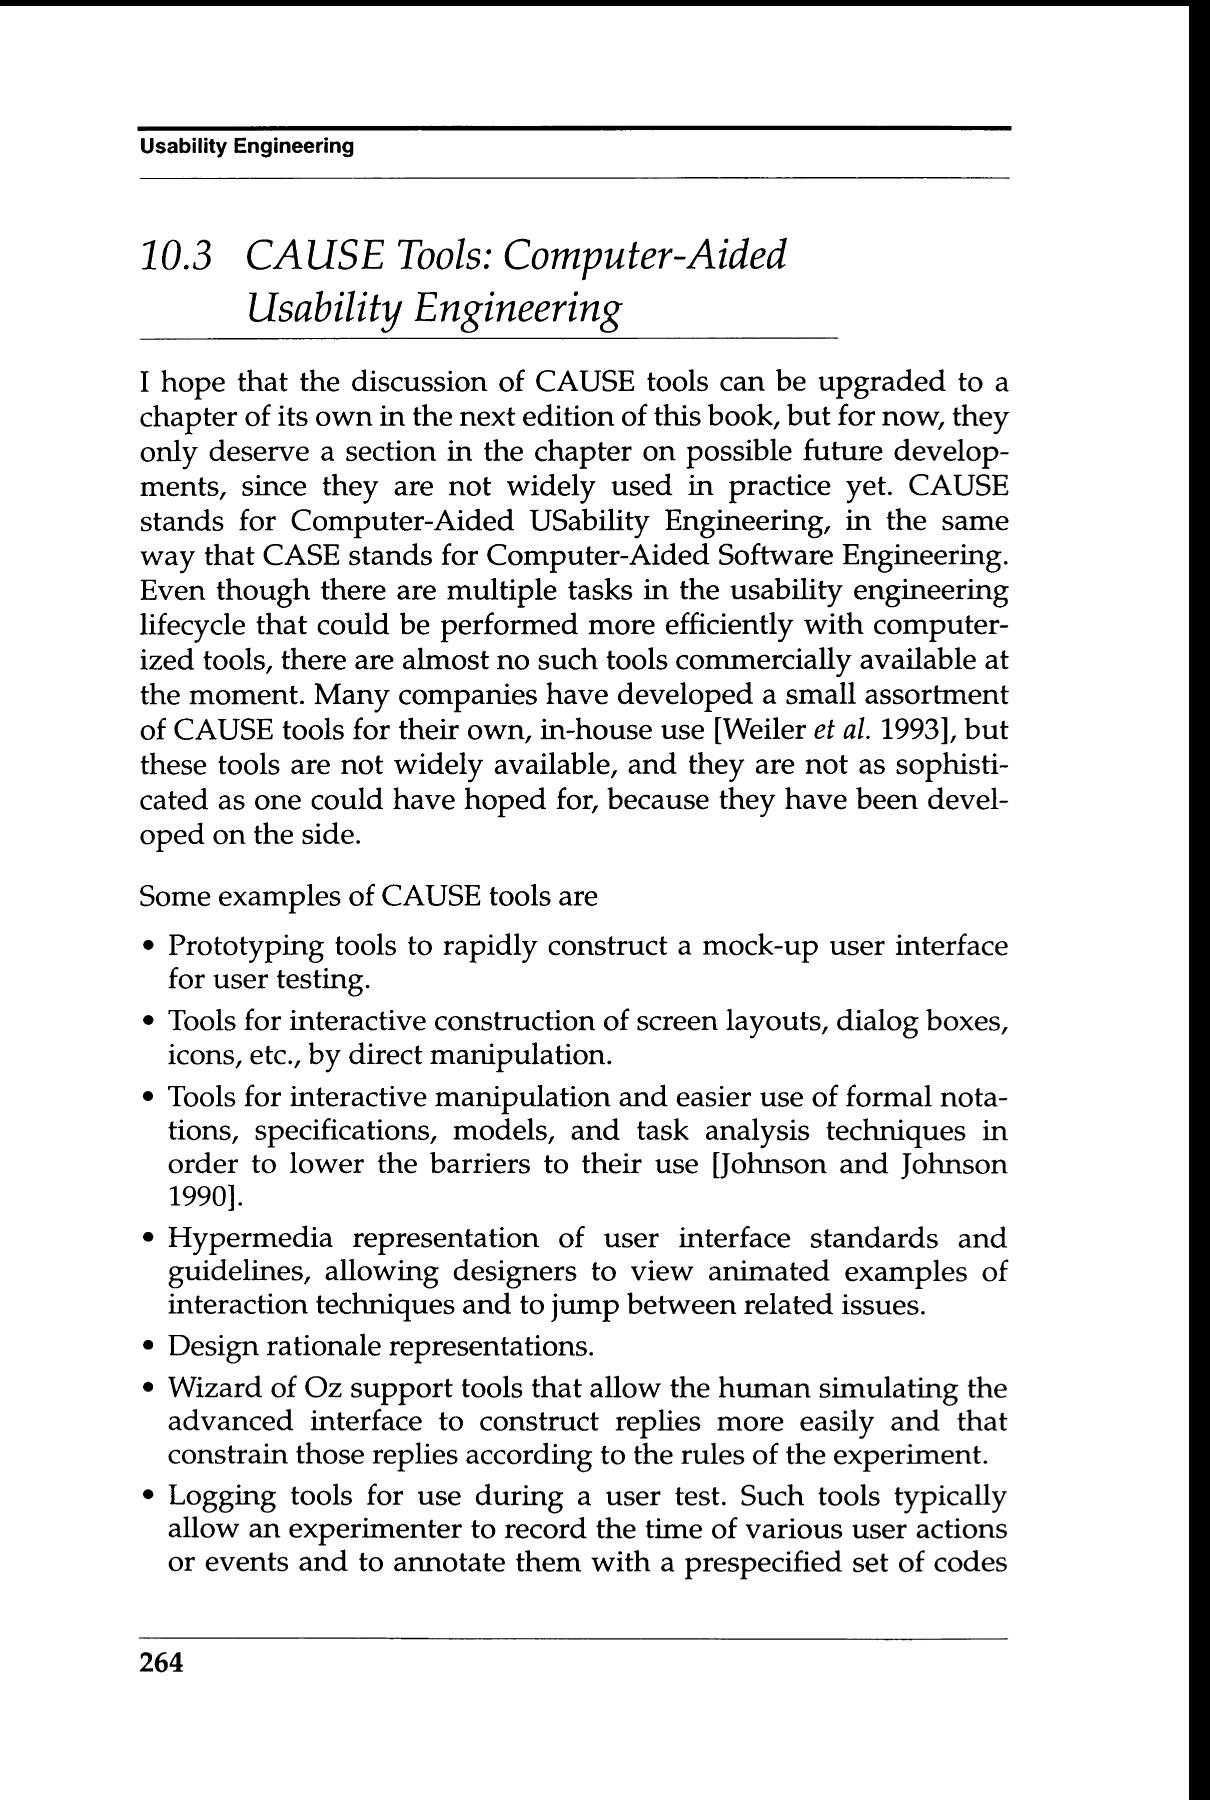 Usability Engineering
10.3 CAUSE Tools: Computer-Aided
Usability Engineering
I hope that the discussion of CAUSE tools can be upgraded to a
chapter of its own in the next edition of this book, but for now, they
only deserve a section in the chapter on possible future develop-
ments, since they are not widely used in practice yet. CAUSE
stands for Computer-Aided USability Engineering, in the same
way that CASE stands for Computer-Aided Software Engineering.
Even though there are multiple tasks in the usability engineering
lifecycle that could be performed more efficiently with computer-
ized tools, there are almost no such tools commercially available at
the moment. Many companies have developed a small assortment
of CAUSE tools for their own, in-house use [Weiler et al. 1993], but
these tools are not widely available, and they are not as sophisti-
cated as one could have hoped for, because they have been devel-
oped on the side.
Some examples of CAUSE tools are
• Prototyping tools to rapidly construct a mock-up user interface
for user testing.
• Tools for interactive construction of screen layouts, dialog boxes,
icons, etc., by direct manipulation.
• Tools for interactive manipulation and easier use of formal nota-
tions, specifications, models, and task analysis techniques in
order to lower the barriers to their use [Johnson and Johnson
1990].
• Hypermedia representation of user interface standards and
guidelines, allowing designers to view animated examples of
interaction techniques and to jump between related issues.
• Design rationale representations.
• Wizard of Oz support tools that allow the human simulating the
advanced interface to construct replies more easily and that
constrain those replies according to the rules of the experiment.
• Logging tools for use during a user test. Such tools typically
allow an experimenter to record the time of various user actions
or events and to annotate them with a prespecified set of codes
264